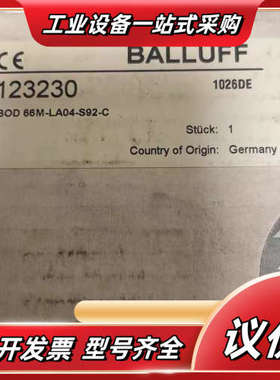 工业设备一站式采购
CE
BALLUFF
123230
1026DE
BOD 66M-LA04-S92-C
Stück: 1
Country of Origin: Germany
开发票 型号齐全
议价